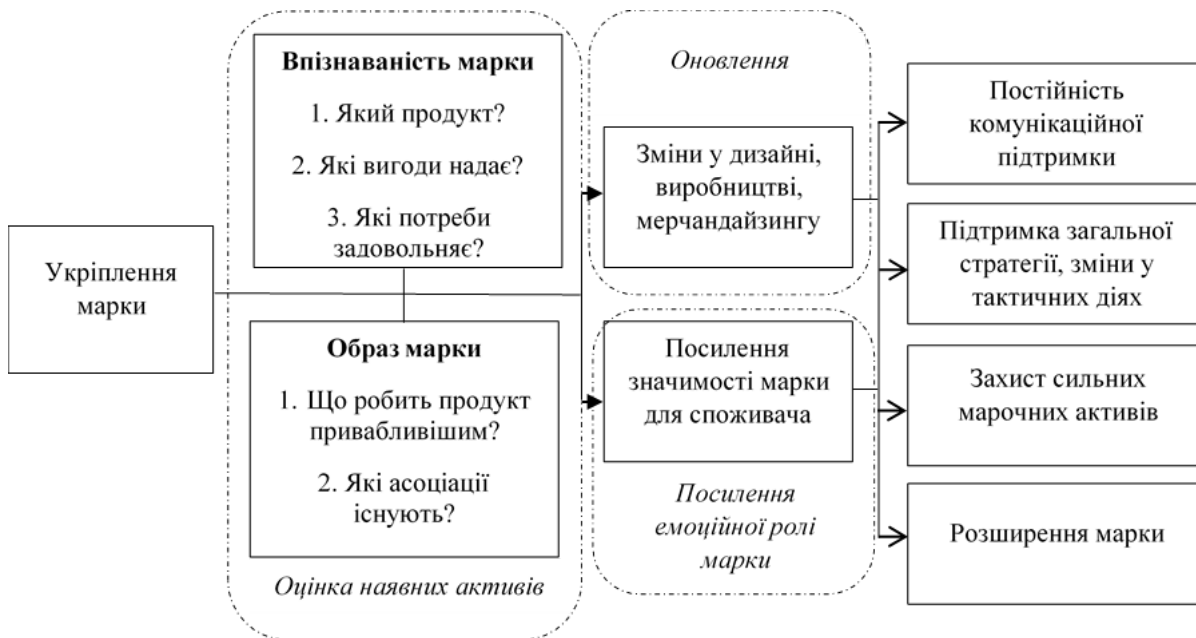 Укріплення
марки
Впізнаваність марки
1. Який продукт?
2. Які вигоди надає?
3. Які потреби
задовольняє?
Образ марки
1. Що робить продукт
привабливішим?
2. Які асоціації
існують?
Оцінка наявних активів
Оновлення
Зміни у дизайні,
виробництві,
мерчандайзингу
Посилення
значимості марки
для споживача
Посилення
емоційної ролі
марки
Постійність
комунікаційної
підтримки
Підтримка загальної
стратегії, зміни у
тактичних діях
Захист сильних
марочних активів
Розширення марки